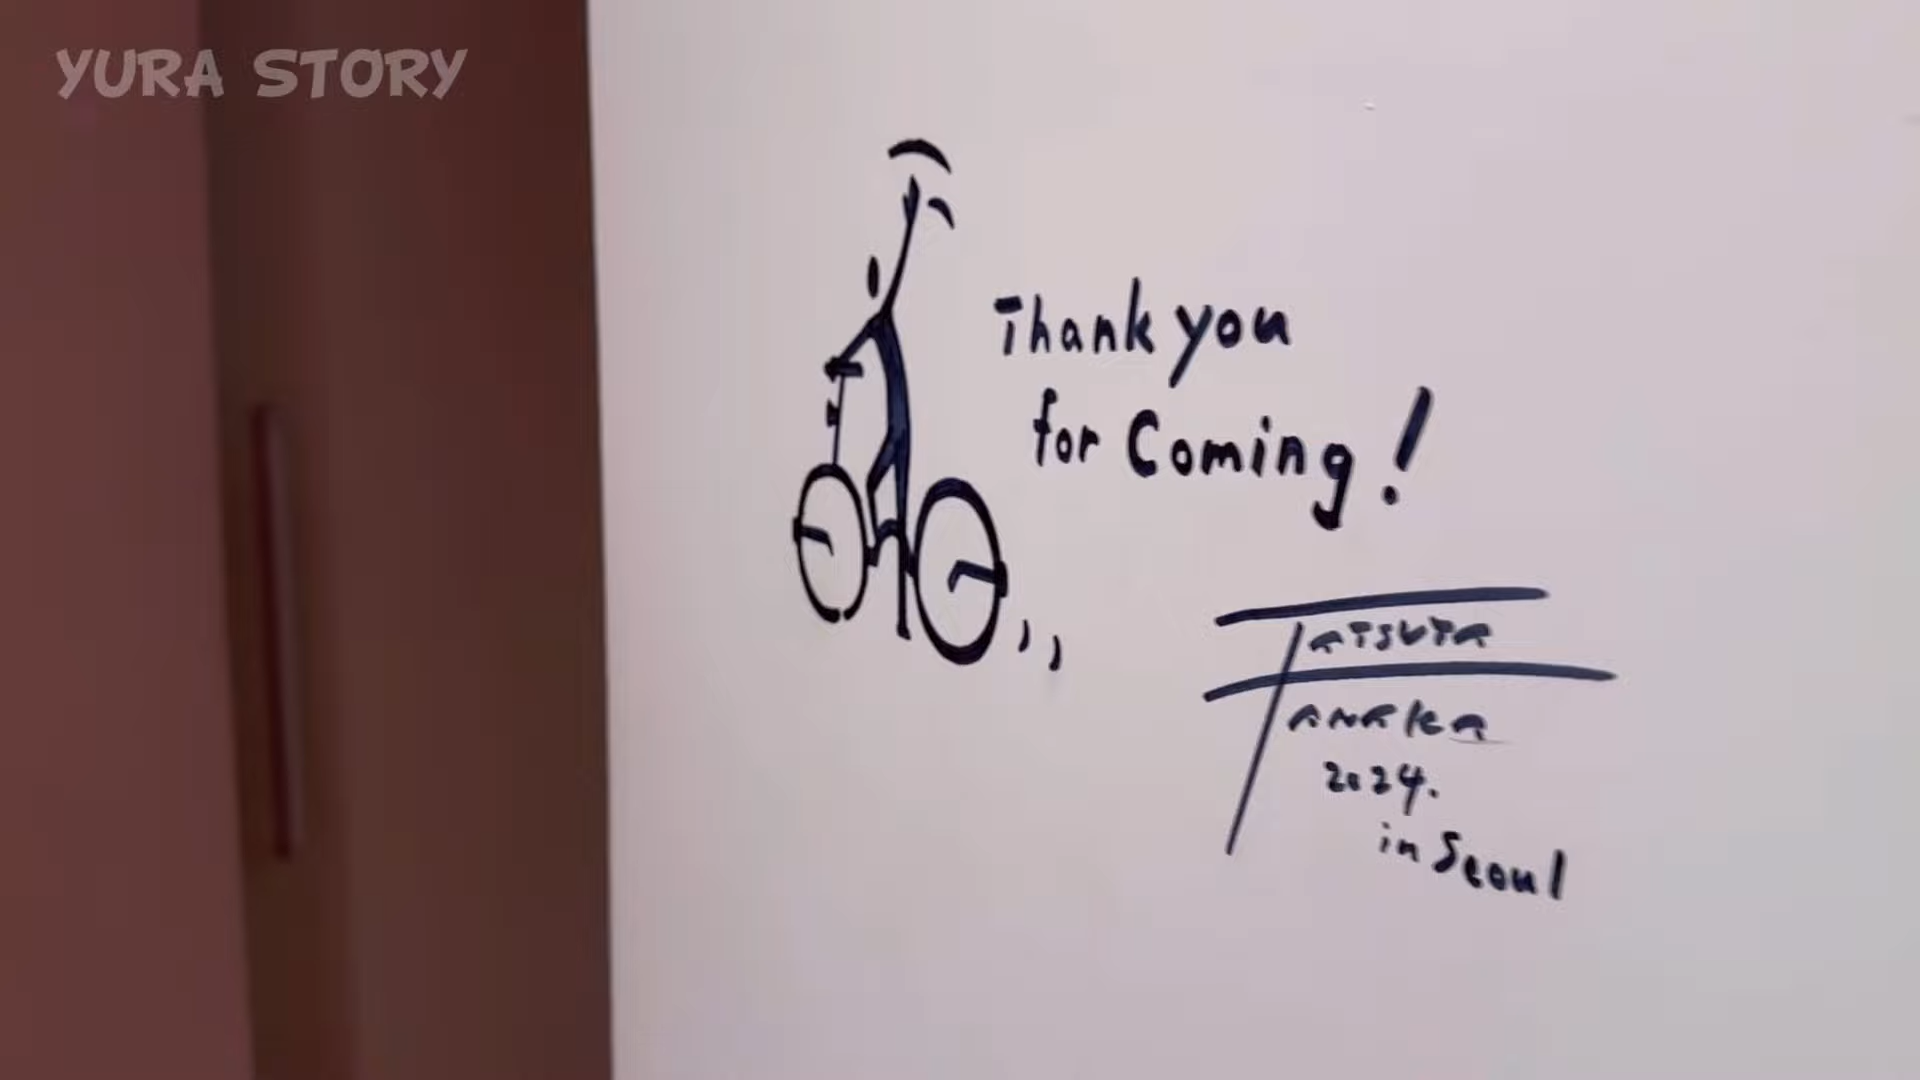 YURA STORY
Thank you
for Coming!
TATSUYA
TANAKA
2024.
in Seoul